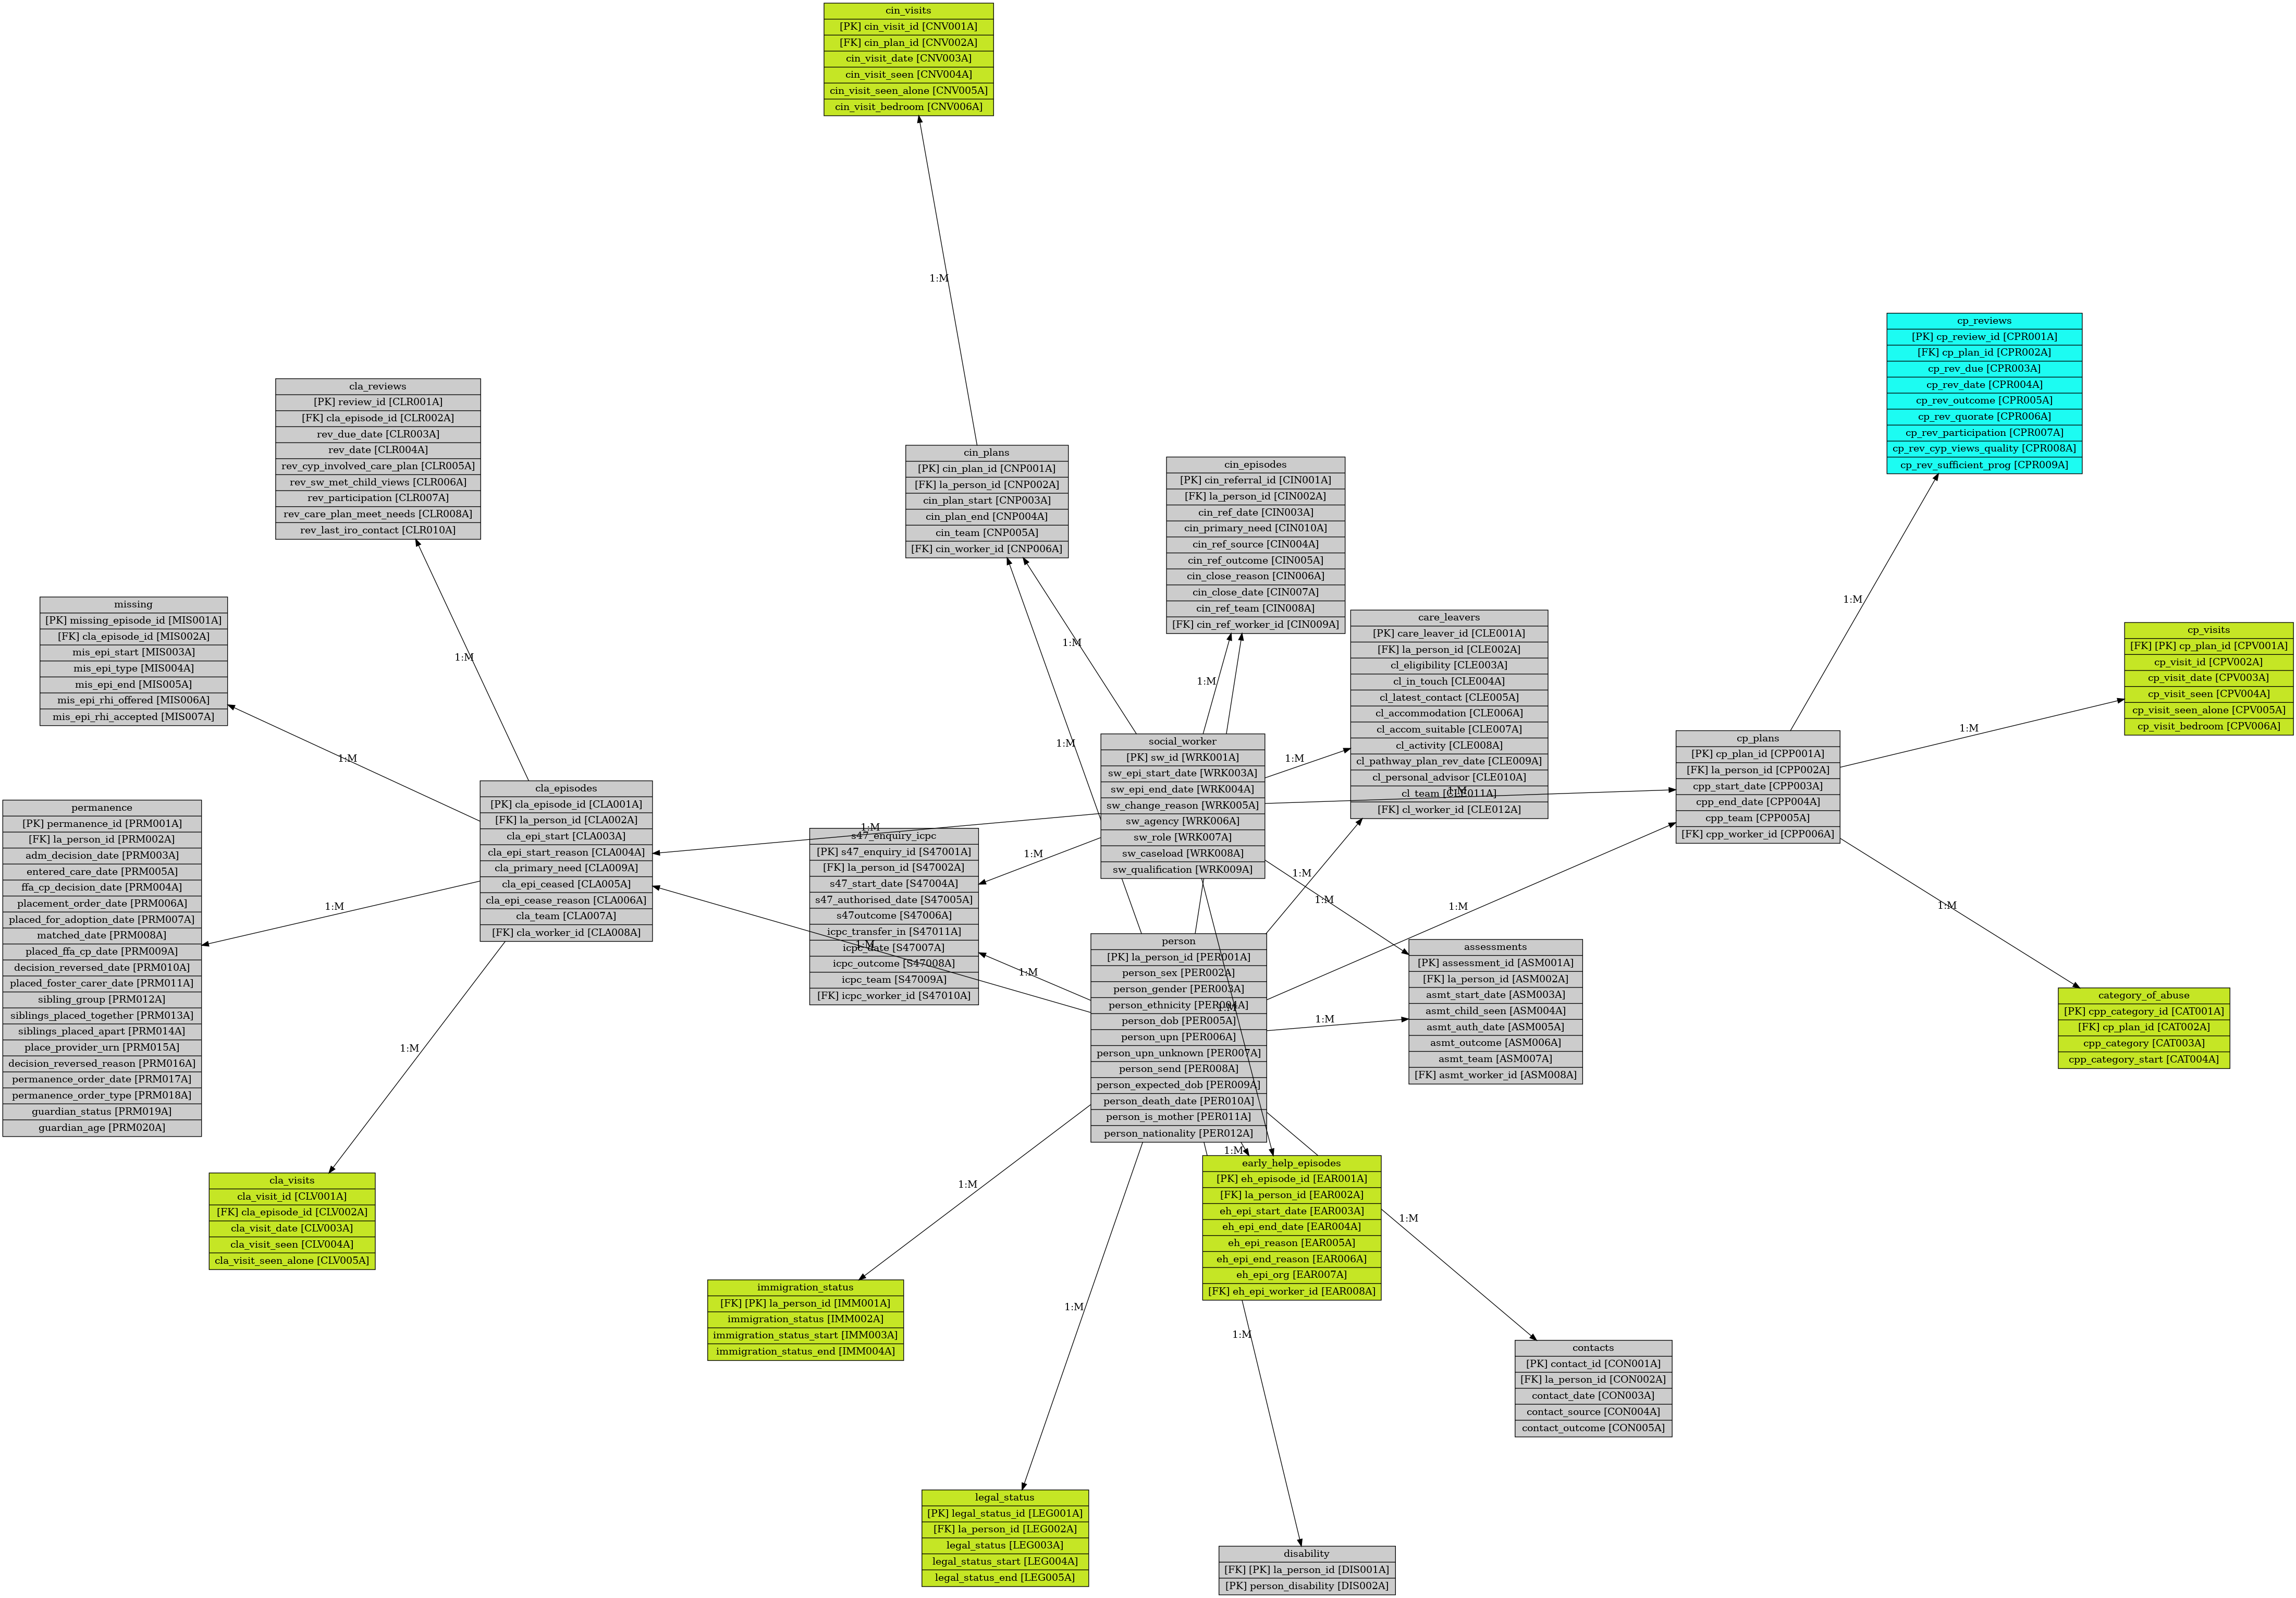 cin_visits
[PK] cin_visit_id [CNV001A]
[FK] cin_plan_id [CNV002A]
cin_visit_date [CNV003A]
cin_visit_seen [CNV004A]
cin_visit_seen_alone [CNV005A]
cin_visit_bedroom [CNV006A]
1:M
cp_reviews
[PK] cp_review_id [CPR001A]
[FK] cp_plan_id [CPR002A]
cp_rev_due [CPR003A]
cp_rev_date [CPR004A]
cp_rev_outcome [CPR005A]
cp_rev_quorate [CPR006A]
cp_rev_participation [CPR007A]
cp_rev_cyp_views_quality [CPR008A]
cp_rev_sufficient_prog [CPR009A]
cla_reviews
[PK] review_id [CLR001A]
[FK] cla_episode_id [CLR002A]
rev_due_date [CLR003A]
rev_date [CLR004A]
rev_cyp_involved_care_plan [CLR005A]
rev_sw_met_child_views [CLR006A]
rev_participation [CLR007A]
rev_care_plan_meet_needs [CLR008A]
rev_last_iro_contact [CLR010A]
cin_plans
[PK] cin_plan_id [CNP001A]
[FK] la_person_id [CNP002A]
cin_plan_start [CNP003A]
cin_plan_end [CNP004A]
cin_team [CNP005A]
[FK] cin_worker_id [CNP006A]
cin_episodes
[PK] cin_referral_id [CIN001A]
[FK] la_person_id [CIN002A]
cin_ref_date [CIN003A]
cin_primary_need [CIN010A]
cin_ref_source [CIN004A]
cin_ref_outcome [CIN005A]
cin_close_reason [CIN006A]
cin_close_date [CIN007A]
cin_ref_team [CIN008A]
[FK] cin_ref_worker_id [CIN009A]
missing
[PK] missing_episode_id [MIS001A]
[FK] cla_episode_id [MIS002A]
mis_epi_start [MIS003A]
mis_epi_type [MIS004A]
mis_epi_end [MIS005A]
mis_epi_rhi_offered [MIS006A]
mis_epi_rhi_accepted [MIS007A]
1:M
1:M
1:M
1:M
1:M
care_leavers
[PK] care_leaver_id [CLE001A]
[FK] la_person_id [CLE002A]
cl_eligibility [CLE003A]
cl_in_touch [CLE004A]
cl_latest_contact [CLE005A]
cl_accommodation [CLE006A]
cl_accom_suitable [CLE007A]
cl_activity [CLE008A]
cl_pathway_plan_rev_date [CLE009A]
cl_personal_advisor [CLE010A]
cl_team [CLE011A]
[FK] cl_worker_id [CLE012A]
cp_visits
[FK] [PK] cp_plan_id [CPV001A]
cp_visit_id [CPV002A]
cp_visit_date [CPV003A]
cp_visit_seen [CPV004A]
cp_visit_seen_alone [CPV005A]
cp_visit_bedroom [CPV006A]
social_worker
[PK] sw_id [WRK001A]
sw_epi_start_date [WRK003A]
sw_epi_end_date [WRK004A]
sw_change_reason [WRK005A]
sw_agency [WRK006A]
sw_role [WRK007A]
sw_caseload [WRK008A]
sw_qualification [WRK009A]
cp_plans
[PK] cp_plan_id [CPP001A]
[FK] la_person_id [CPP002A]
cpp_start_date [CPP003A]
cpp_end_date [CPP004A]
cpp_team [CPP005A]
[FK] cpp_worker_id [CPP006A]
1:M
1:M
1:M
1:M
1:M
cla_episodes
[PK] cla_episode_id [CLA001A]
[FK] la_person_id [CLA002A]
cla_epi_start [CLA003A]
cla_epi_start_reason [CLA004A]
cla_primary_need [CLA009A]
cla_epi_ceased [CLA005A]
cla_epi_cease_reason [CLA006A]
cla_team [CLA007A]
[FK] cla_worker_id [CLA008A]
permanence
[PK] permanence_id [PRM001A]
[FK] la_person_id [PRM002A]
adm_decision_date [PRM003A]
entered_care_date [PRM005A]
ffa_cp_decision_date [PRM004A]
placement_order_date [PRM006A]
placed_for_adoption_date [PRM007A]
matched_date [PRM008A]
placed_ffa_cp_date [PRM009A]
decision_reversed_date [PRM010A]
placed_foster_carer_date [PRM011A]
sibling_group [PRM012A]
siblings_placed_together [PRM013A]
siblings_placed_apart [PRM014A]
place_provider_urn [PRM015A]
decision_reversed_reason [PRM016A]
permanence_order_date [PRM017A]
permanence_order_type [PRM018A]
guardian_status [PRM019A]
guardian_age [PRM020A]
1:M
s47_enquiry_icpc
[PK] s47_enquiry_id [S47001A]
[FK] la_person_id [S47002A]
s47_start_date [S47004A]
s47_authorised_date [S47005A]
s47outcome [S47006A]
icpc_transfer_in [S47011A]
icpc_date [S47007A]
icpc_outcome [S47008A]
icpc_team [S47009A]
[FK] icpc_worker_id [S47010A]
1:M
1:M
1:M
1:M
1:M
1:M
1:M
1:M
person
[PK] la_person_id [PER001A]
person_sex [PER002A]
person_gender [PER003A]
person_ethnicity [PER004A]
person_dob [PER005A]
person_upn [PER006A]
person_upn_unknown [PER007A]
person_send [PER008A]
person_expected_dob [PER009A]
person_death_date [PER010A]
person_is_mother [PER011A]
person_nationality [PER012A]
1:M
1:M
1:M
assessments
[PK] assessment_id [ASM001A]
[FK] la_person_id [ASM002A]
asmt_start_date [ASM003A]
asmt_child_seen [ASM004A]
asmt_auth_date [ASM005A]
asmt_outcome [ASM006A]
asmt_team [ASM007A]
[FK] asmt_worker_id [ASM008A]
category_of_abuse
[PK] cpp_category_id [CAT001A]
[FK] cp_plan_id [CAT002A]
cpp_category [CAT003A]
cpp_category_start [CAT004A]
1:M
1:M
cla_visits
cla_visit_id [CLV001A]
[FK] cla_episode_id [CLV002A]
cla_visit_date [CLV003A]
cla_visit_seen [CLV004A]
cla_visit_seen_alone [CLV005A]
early_help_episodes
[PK] eh_episode_id [EAR001A]
[FK] la_person_id [EAR002A]
eh_epi_start_date [EAR003A]
eh_epi_end_date [EAR004A]
eh_epi_reason [EAR005A]
eh_epi_end_reason [EAR006A]
eh_epi_org [EAR007A]
[FK] eh_epi_worker_id [EAR008A]
1:M
immigration_status
[FK] [PK] la_person_id [IMM001A]
immigration_status [IMM002A]
immigration_status_start [IMM003A]
immigration_status_end [IMM004A]
1:M
1:M
contacts
[PK] contact_id [CON001A]
[FK] la_person_id [CON002A]
contact_date [CON003A]
contact_source [CON004A]
contact_outcome [CON005A]
legal_status
[PK] legal_status_id [LEG001A]
[FK] la_person_id [LEG002A]
legal_status [LEG003A]
legal_status_start [LEG004A]
legal_status_end [LEG005A]
disability
[FK] [PK] la_person_id [DIS001A]
[PK] person_disability [DIS002A]